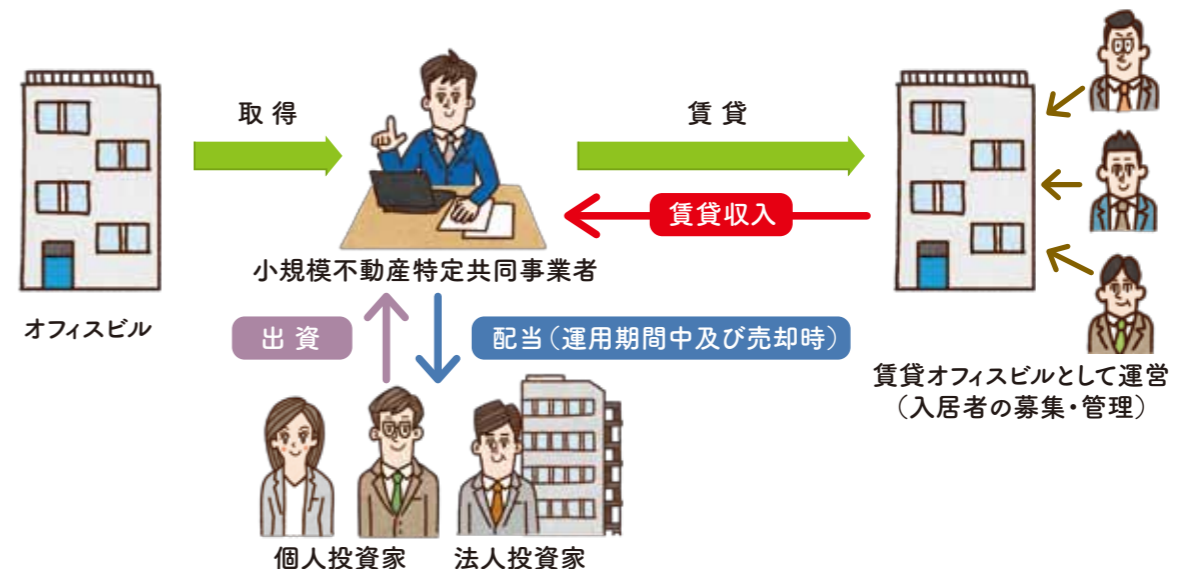 取得
賃貸
賃貸収入
小規模不動産特定共同事業者
オフィスビル
出資
配当（運用期間中及び売却時）
賃貸オフィスビルとして運営
（入居者の募集・管理）
個人投資家
法人投資家